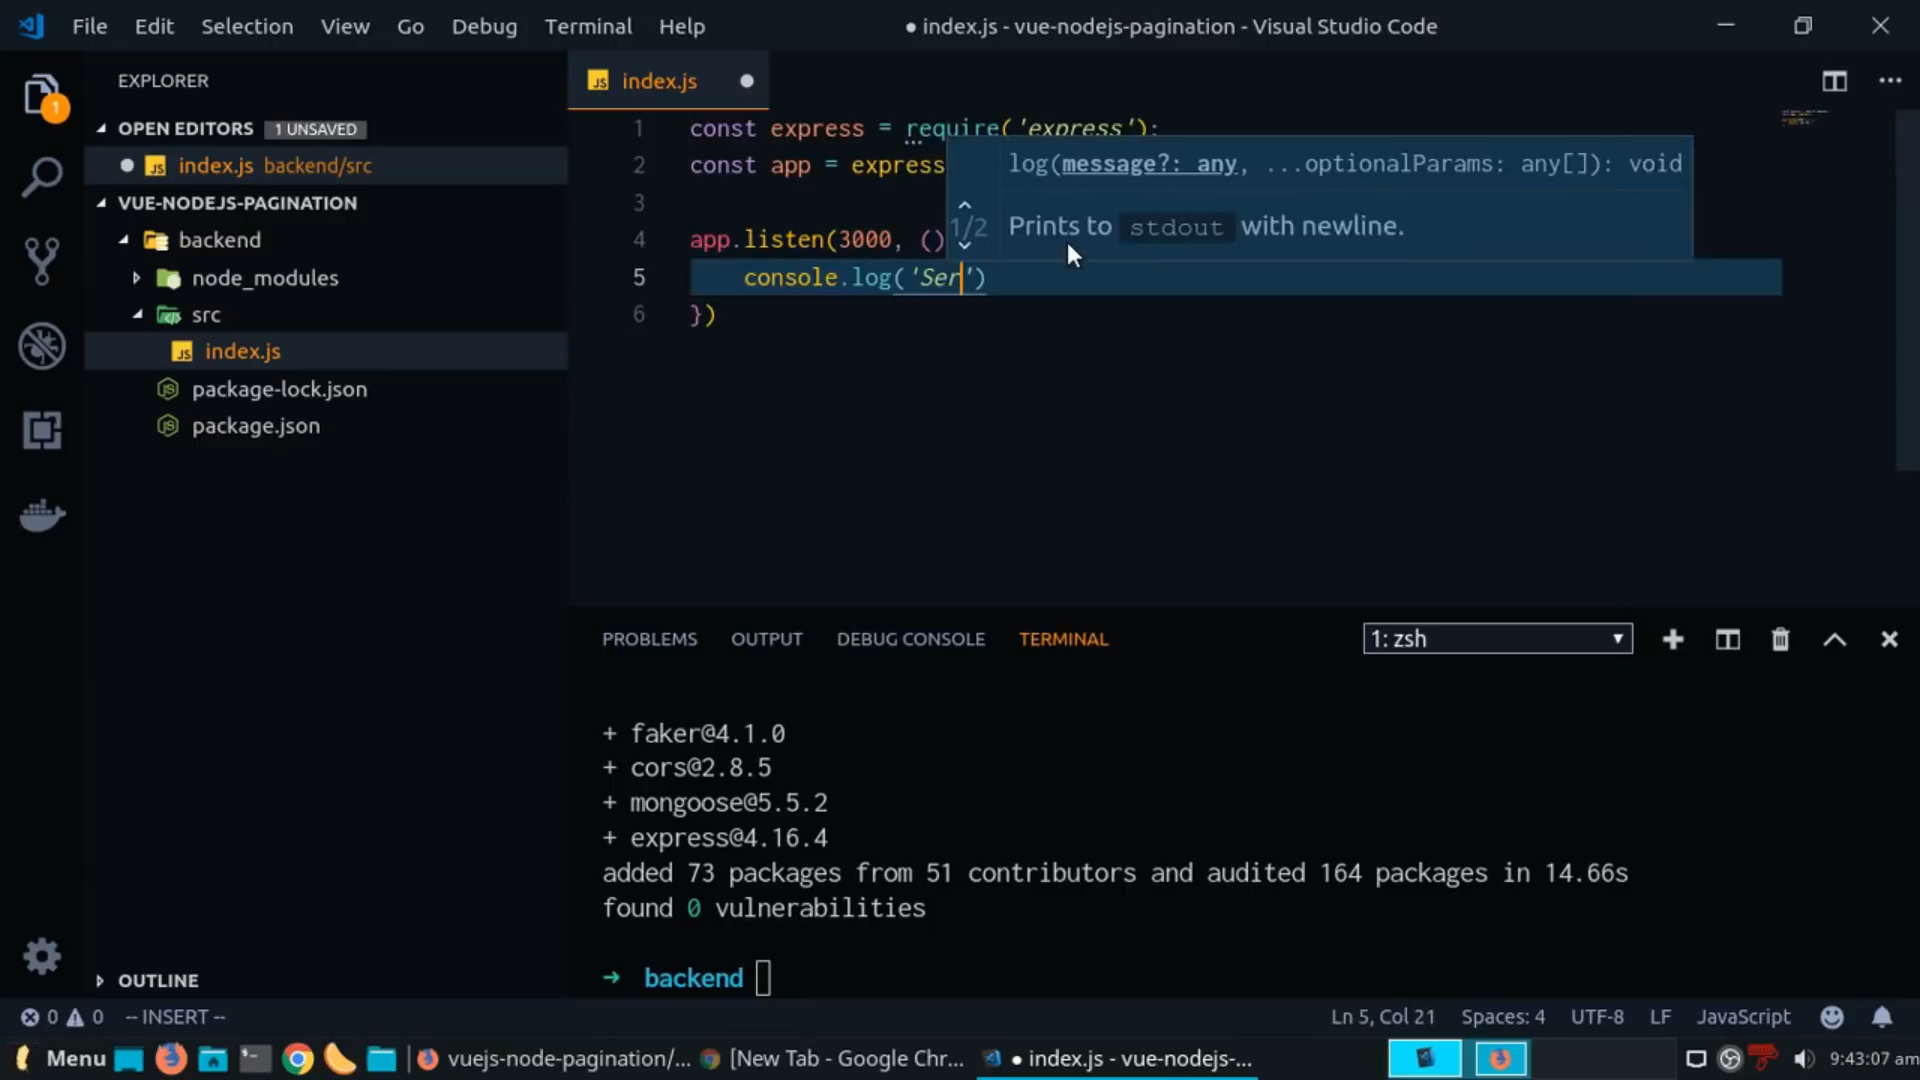 File Edit Selection View Go Debug Terminal Help
● index.js - vue-nodejs-pagination - Visual Studio Code
EXPLORER
OPEN EDITORS 1 UNSAVED
index.js backend/src
VUE-NODEJS-PAGINATION
backend
node_modules
src
index.js
package-lock.json
package.json
OUTLINE
1
JS index.js
1 const express = require('express');
2 const app = express
3
4 app.listen(3000, ()
5 console.log('Ser')
6 })
log(message?: any, ...optionalParams: any[]): void
1/2 Prints to stdout with newline.
PROBLEMS OUTPUT DEBUG CONSOLE TERMINAL 1: zsh
+ faker@4.1.0
+ cors@2.8.5
+ mongoose@5.5.2
+ express@4.16.4
added 73 packages from 51 contributors and audited 164 packages in 14.66s
found 0 vulnerabilities
→ backend
0 0 -- INSERT -- Ln 5, Col 21 Spaces: 4 UTF-8 LF JavaScript
Menu vuejs-node-pagination/... [New Tab - Google Chr... ● index.js - vue-nodejs-... 9:43:07 am